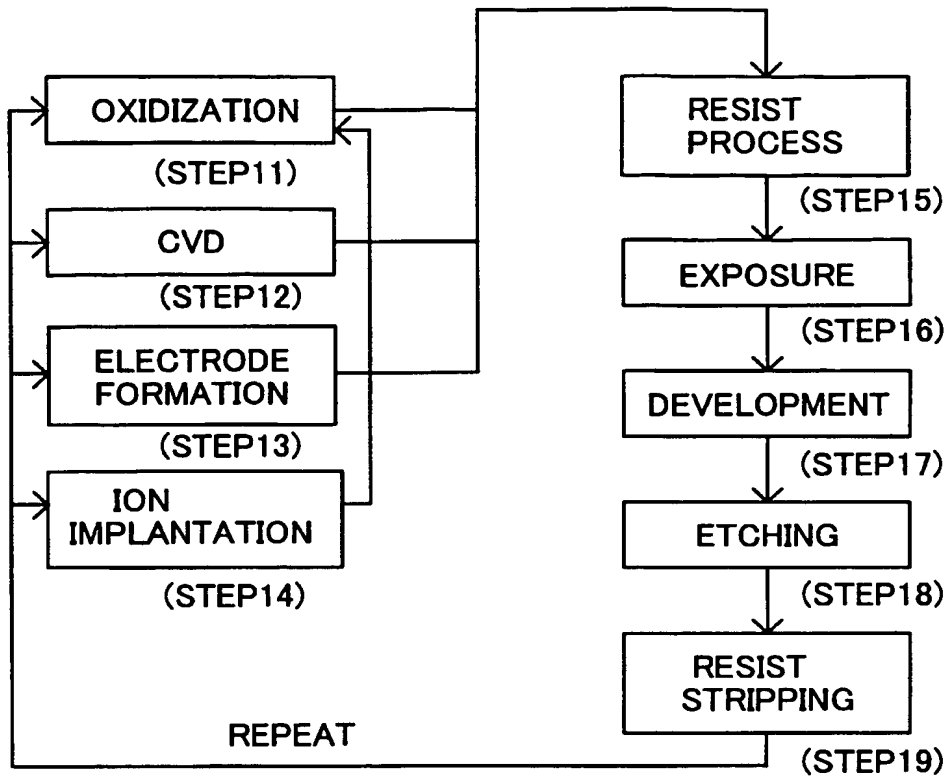 OXIDIZATION
(STEP11)
CVD
(STEP12)
ELECTRODE
FORMATION
(STEP13)
ION
IMPLANTATION
(STEP14)
RESIST
PROCESS
(STEP15)
EXPOSURE
(STEP16)
DEVELOPMENT
(STEP17)
ETCHING
(STEP18)
RESIST
STRIPPING
(STEP19)
REPEAT